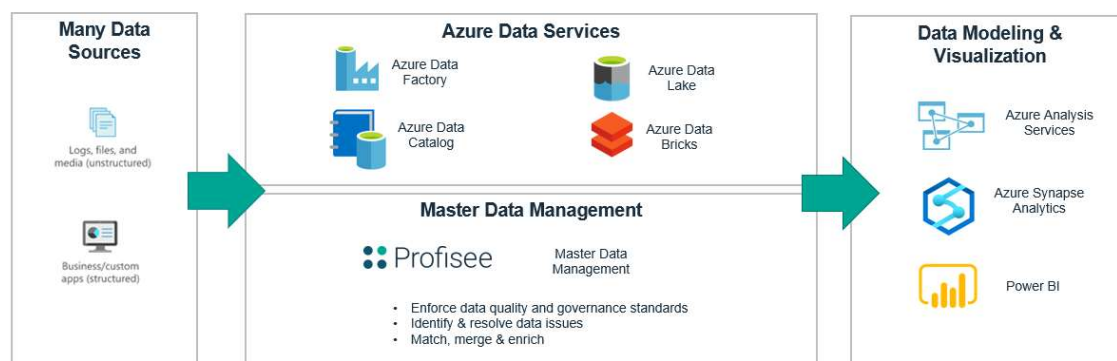 Many Data
Sources
Logs, files, and
media (unstructured)
Business/custom
apps (structured)
Azure Data Services
Azure Data
Factory
Azure Data
Lake
Azure Data
Catalog
Azure Data
Bricks
Master Data Management
Profisee
Master Data
Management
• Enforce data quality and governance standards
• Identify & resolve data issues
• Match, merge & enrich
Data Modeling &
Visualization
Azure Analysis
Services
Azure Synapse
Analytics
Power BI